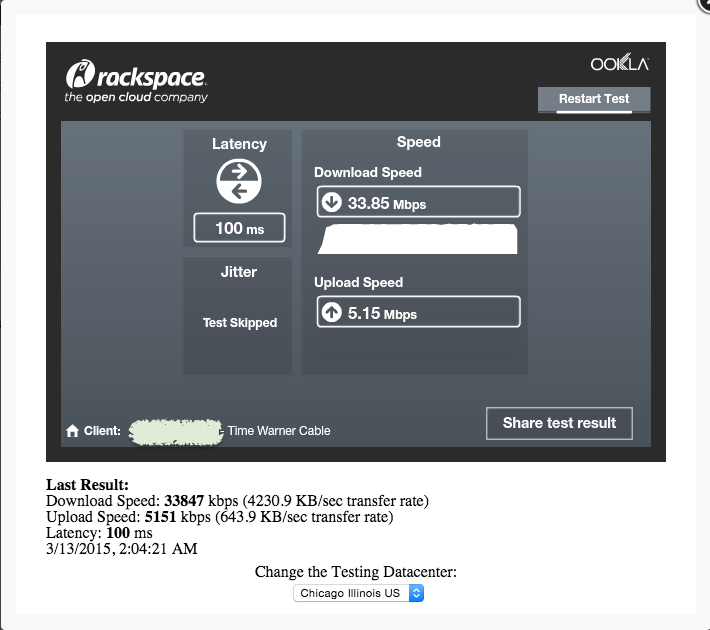 rackspace.
the open cloud company
OOKLA
Restart Test
Latency
100 ms
Jitter
Test Skipped
Speed
Download Speed
33.85 Mbps
Upload Speed
5.15 Mbps
Client: Time Warner Cable
Share test result
Last Result:
Download Speed: 33847 kbps (4230.9 KB/sec transfer rate)
Upload Speed: 5151 kbps (643.9 KB/sec transfer rate)
Latency: 100 ms
3/13/2015, 2:04:21 AM
Change the Testing Datacenter:
Chicago Illinois US